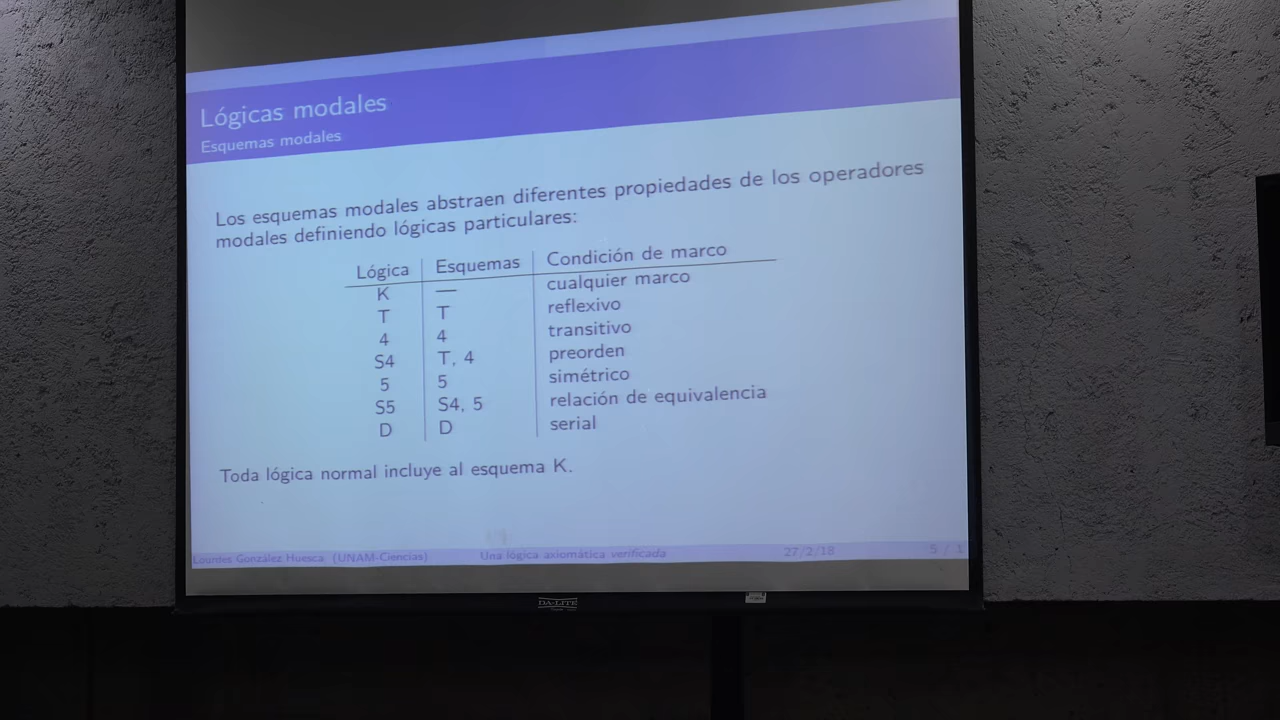 Lógicas modales
Esquemas modales
Los esquemas modales abstraen diferentes propiedades de los operadores
modales definiendo lógicas particulares:
Lógica Esquemas Condición de marco
K — cualquier marco
T T reflexivo
4 4 transitivo
S4 T, 4 preorden
5 5 simétrico
S5 S4, 5 relación de equivalencia
D D serial
Toda lógica normal incluye al esquema K.
Lourdes González Huesca (UNAM-Ciencias) Una lógica axiomática verificada 27/2/18 5 / 1
DA-LITE